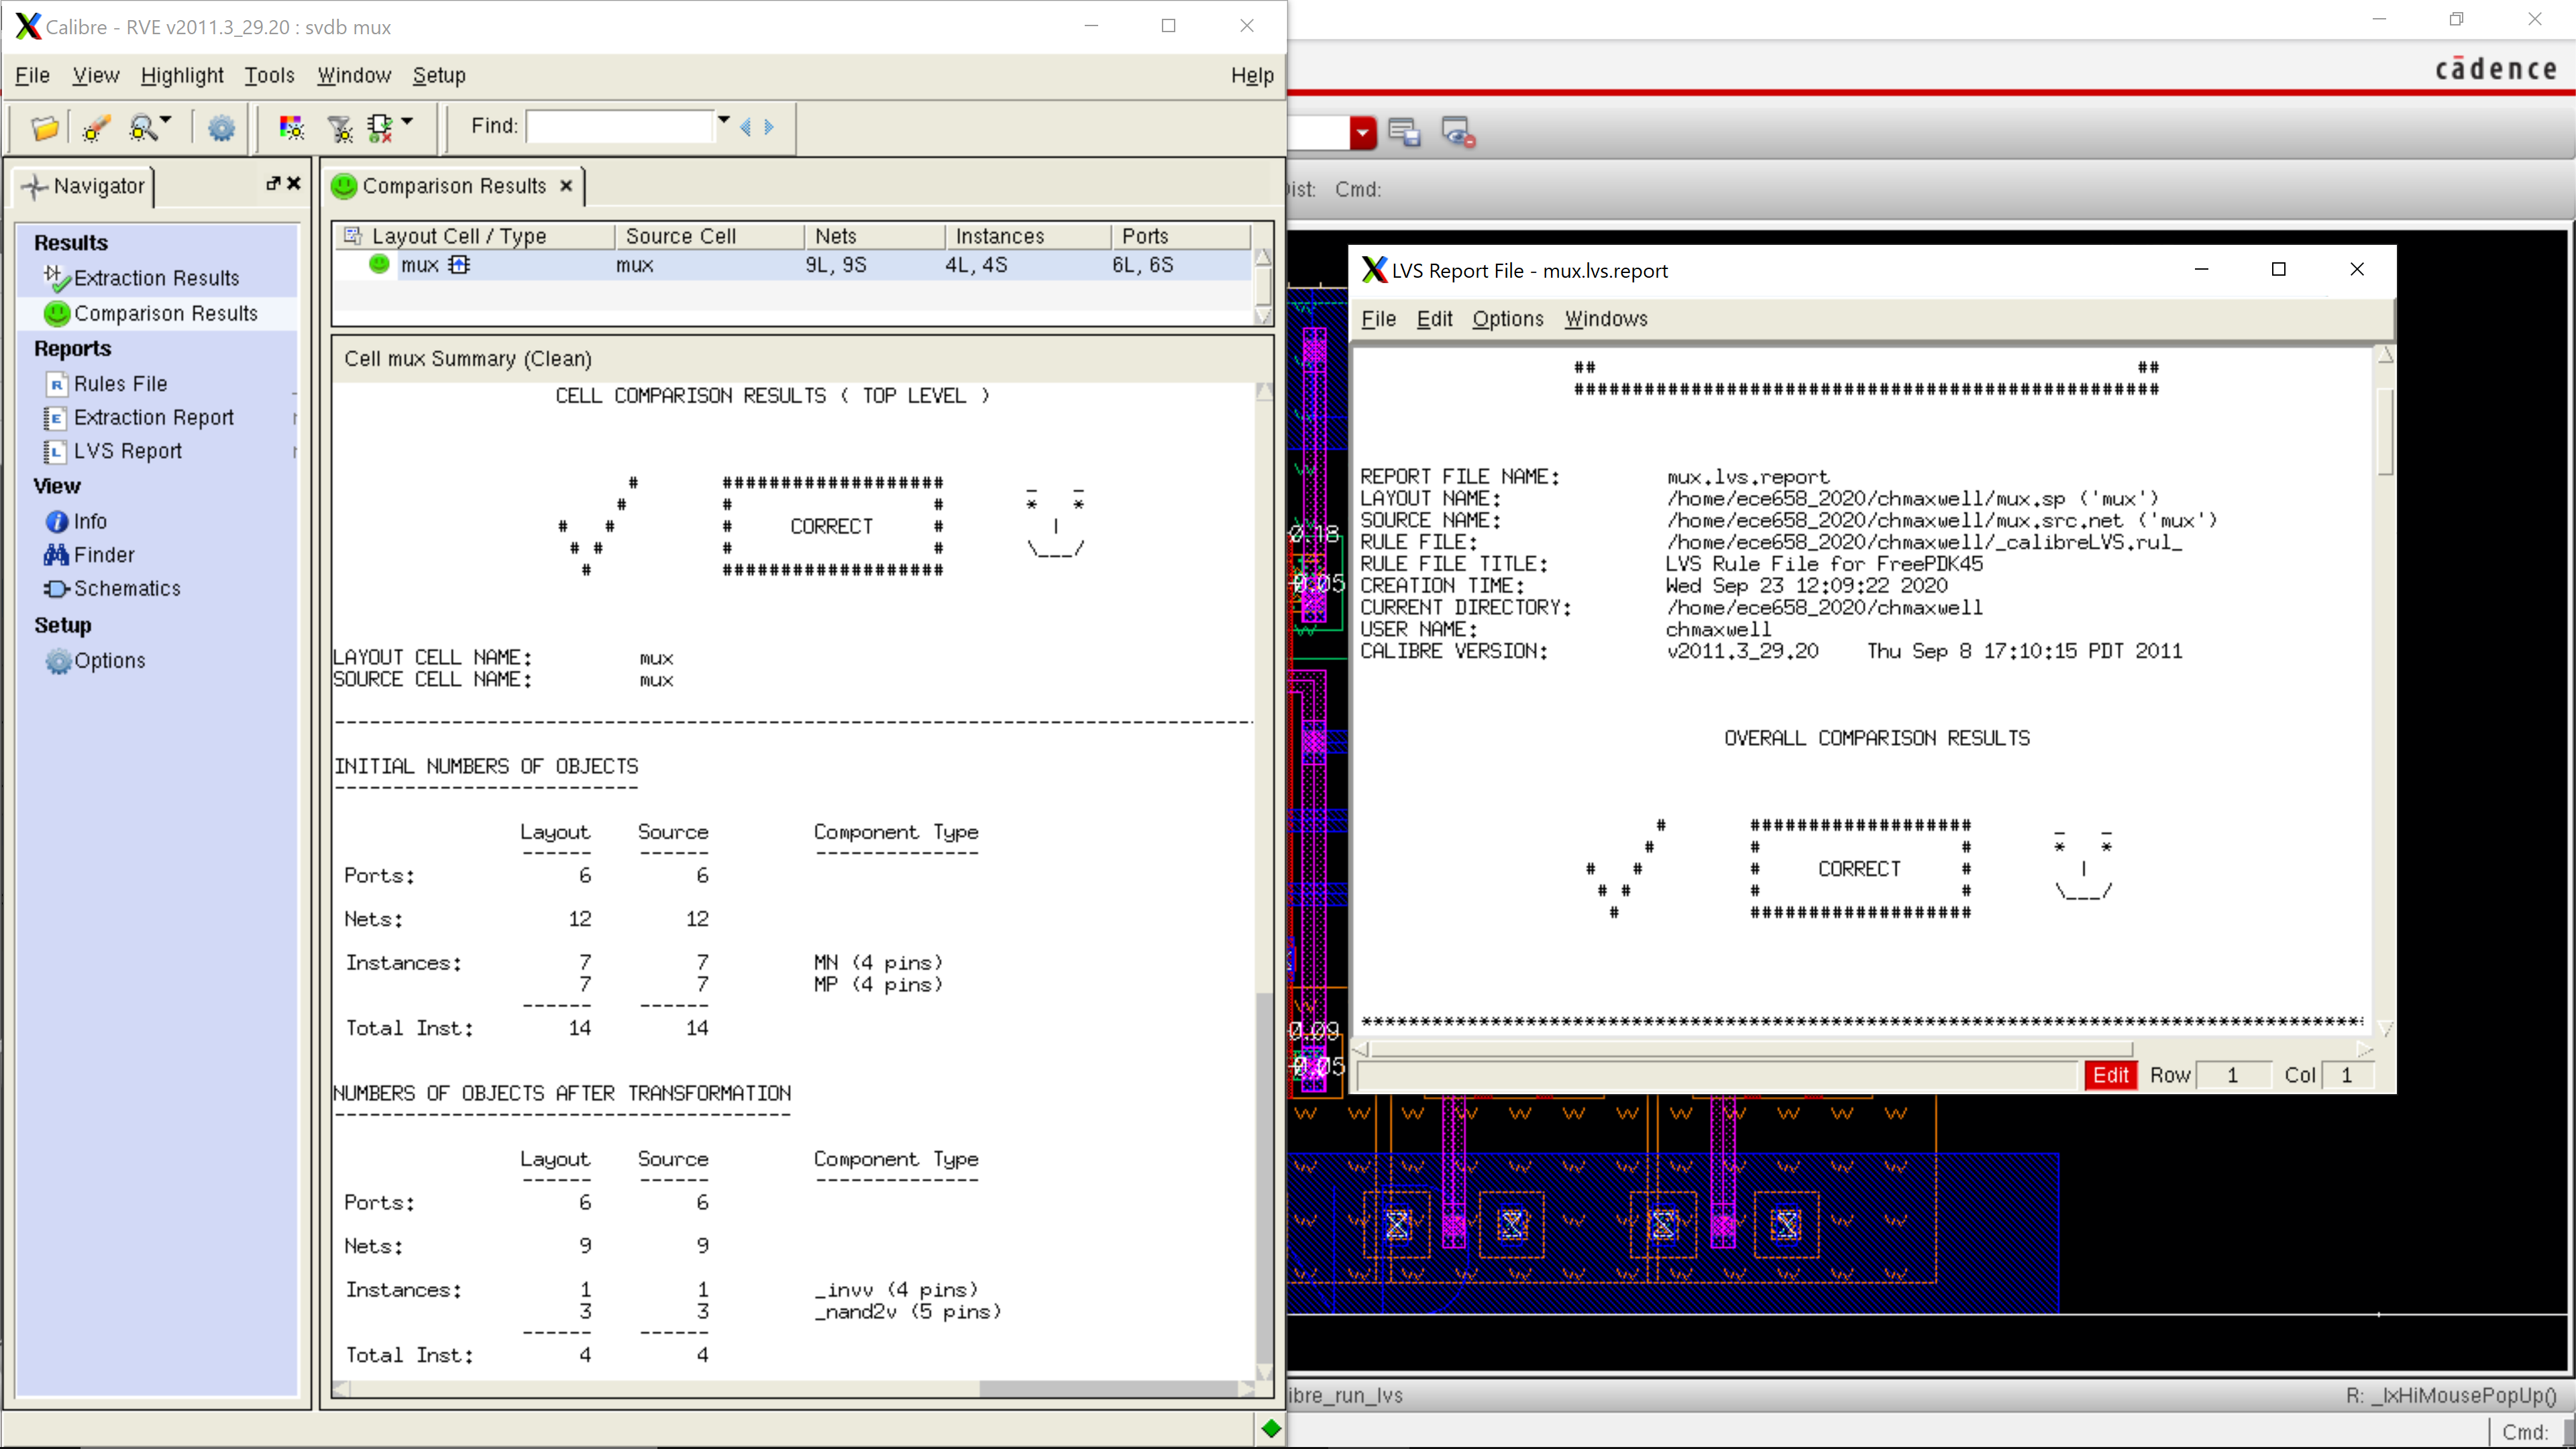 Calibre - RVE v2011.3_29.20 : svdb mux
File View Highlight Tools Window Setup Help
Find:
Navigator
Results
Extraction Results
Comparison Results
Reports
Rules File
Extraction Report
LVS Report
View
Info
Finder
Schematics
Setup
Options
Comparison Results
Layout Cell / Type Source Cell Nets Instances Ports
mux mux 9L, 9S 4L, 4S 6L, 6S
Cell mux Summary (Clean)
CELL COMPARISON RESULTS ( TOP LEVEL )
CORRECT
LAYOUT CELL NAME: mux
SOURCE CELL NAME: mux
INITIAL NUMBERS OF OBJECTS
Layout Source Component Type
Ports: 6 6
Nets: 12 12
Instances: 7 7 MN (4 pins)
7 7 MP (4 pins)
Total Inst: 14 14
NUMBERS OF OBJECTS AFTER TRANSFORMATION
Layout Source Component Type
Ports: 6 6
Nets: 9 9
Instances: 1 1 _invv (4 pins)
3 3 _nand2v (5 pins)
Total Inst: 4 4
cādence
Dist: Cmd:
LVS Report File - mux.lvs.report
File Edit Options Windows
REPORT FILE NAME: mux.lvs.report
LAYOUT NAME: /home/ece658_2020/chmaxwell/mux.sp ('mux')
SOURCE NAME: /home/ece658_2020/chmaxwell/mux.src.net ('mux')
RULE FILE: /home/ece658_2020/chmaxwell/_calibreLVS.rul_
RULE FILE TITLE: LVS Rule File for FreePDK45
CREATION TIME: Wed Sep 23 12:09:22 2020
CURRENT DIRECTORY: /home/ece658_2020/chmaxwell
USER NAME: chmaxwell
CALIBRE VERSION: v2011.3_29.20 Thu Sep 8 17:10:15 PDT 2011
OVERALL COMPARISON RESULTS
CORRECT
Edit Row 1 Col 1
0.18
0.05
0.09
0.05
ibre_run_lvs
R: _lxHiMousePopUp()
Cmd: